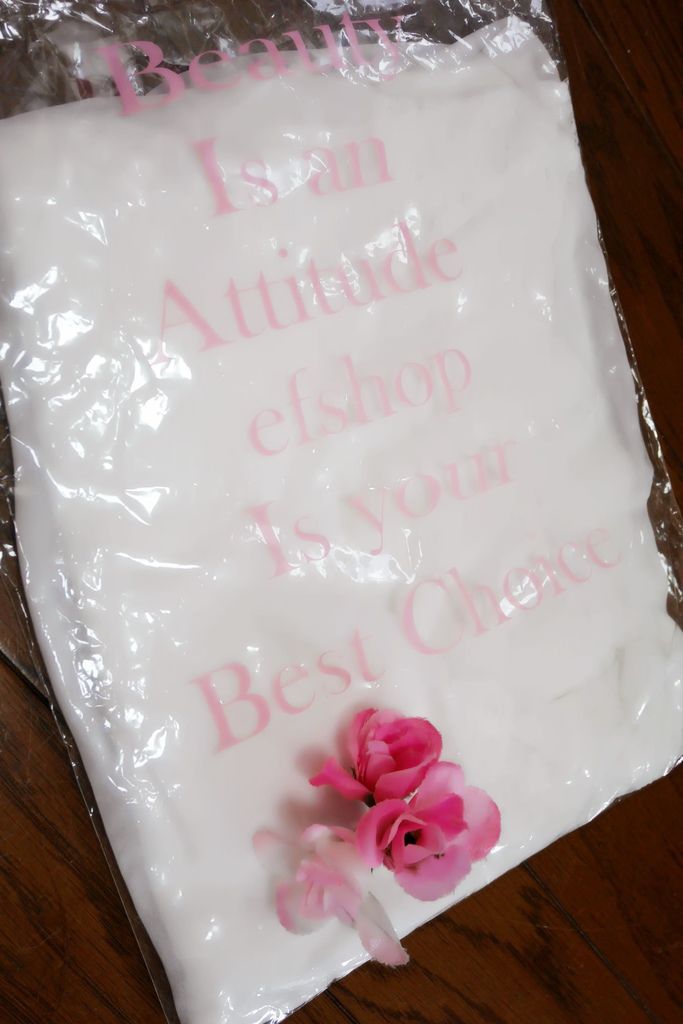 Beauty
Is an
Attitude
efshop
Is your
Best Choice